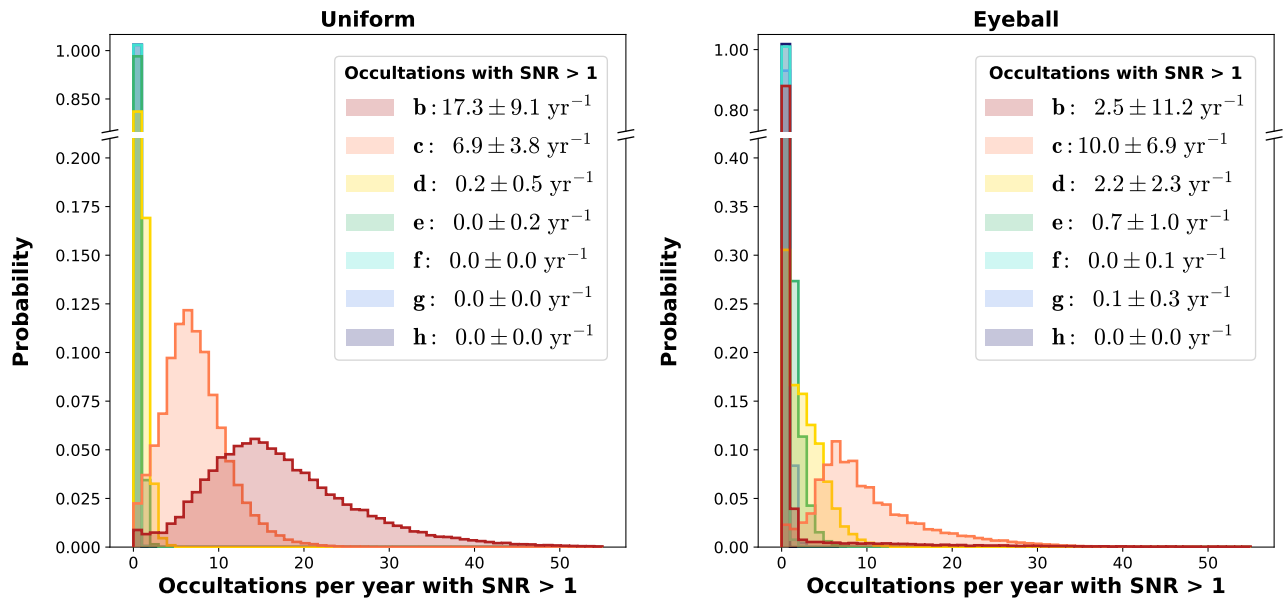 Uniform
1.000
0.850
0.200
0.175
0.150
0.125
0.100
0.075
0.050
0.025
0.000
Probability
0 10 20 30 40 50
Occultations per year with SNR > 1
Occultations with SNR > 1
b: 17.3 ± 9.1 yr⁻¹
c: 6.9 ± 3.8 yr⁻¹
d: 0.2 ± 0.5 yr⁻¹
e: 0.0 ± 0.2 yr⁻¹
f: 0.0 ± 0.0 yr⁻¹
g: 0.0 ± 0.0 yr⁻¹
h: 0.0 ± 0.0 yr⁻¹
Eyeball
1.00
0.80
0.40
0.35
0.30
0.25
0.20
0.15
0.10
0.05
0.00
Probability
0 10 20 30 40 50
Occultations per year with SNR > 1
Occultations with SNR > 1
b: 2.5 ± 11.2 yr⁻¹
c: 10.0 ± 6.9 yr⁻¹
d: 2.2 ± 2.3 yr⁻¹
e: 0.7 ± 1.0 yr⁻¹
f: 0.0 ± 0.1 yr⁻¹
g: 0.1 ± 0.3 yr⁻¹
h: 0.0 ± 0.0 yr⁻¹